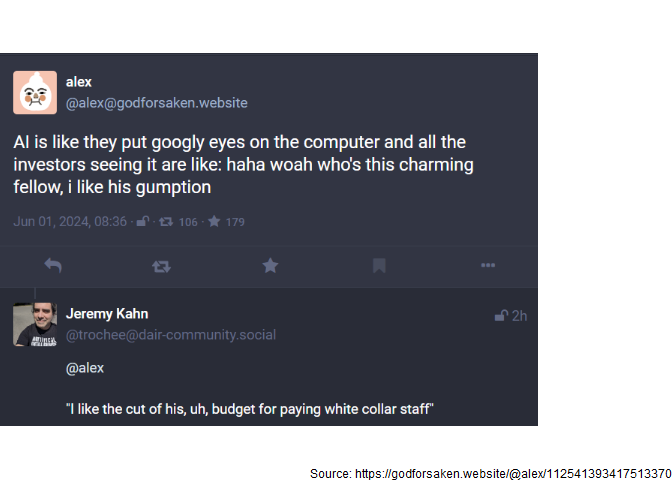 alex
@alex@godforsaken.website
AI is like they put googly eyes on the computer and all the
investors seeing it are like: haha woah who's this charming
fellow, i like his gumption
Jun 01, 2024, 08:36 · · 106 · 179
Jeremy Kahn
2h
@trochee@dair-community.social
@alex
"I like the cut of his, uh, budget for paying white collar staff"
Source: https://godforsaken.website/@alex/112541393417513370